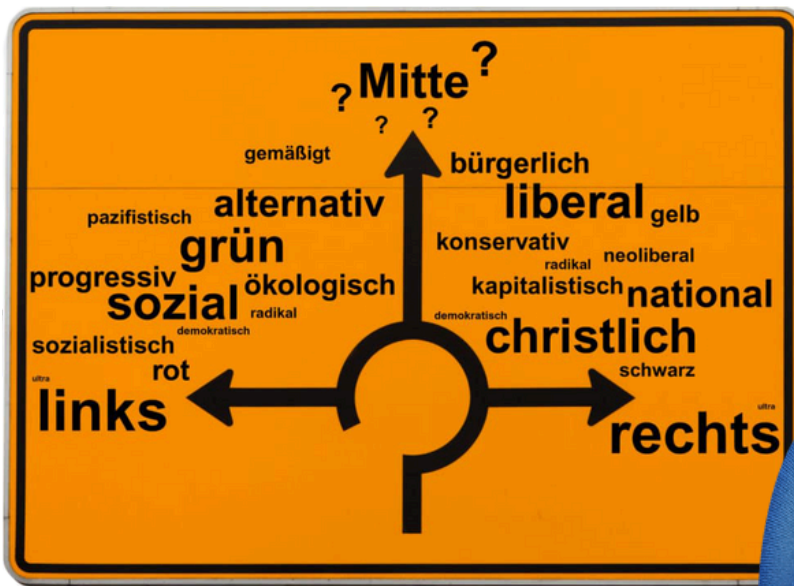 ? Mitte ?
? ?
gemäßigt
alternativ
pazifistisch
grün
progressiv
ökologisch
sozial
radikal
demokratisch
sozialistisch
rot
ultra
links
bürgerlich
liberal
gelb
konservativ
neoliberal
radikal
kapitalistisch
national
demokratisch
christlich
schwarz
ultra
rechts